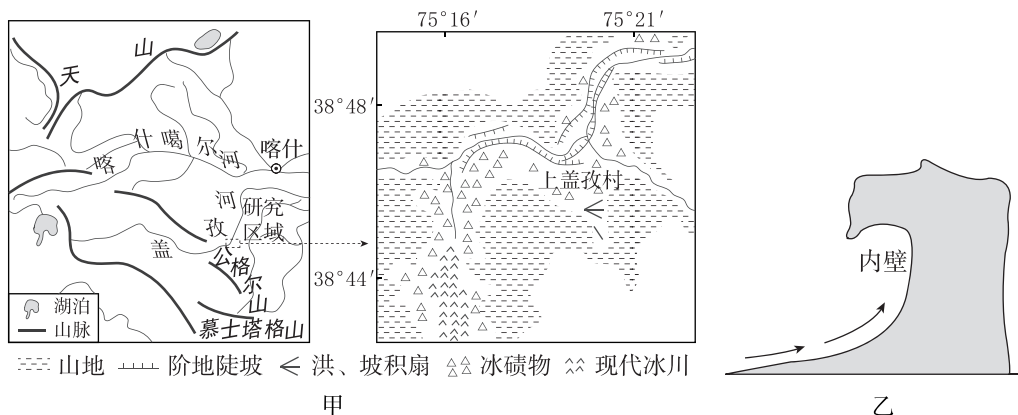 75°16′
75°21′
天
山
38°48′
喀
什
噶
尔
河
喀什
上盖孜村
河
孜
盖
研究
区域
内壁
公格
尔
山
38°44′
湖泊
山脉
慕士塔格山
山地
阶地陡坡
洪、坡积扇
冰碛物
现代冰川
甲
乙